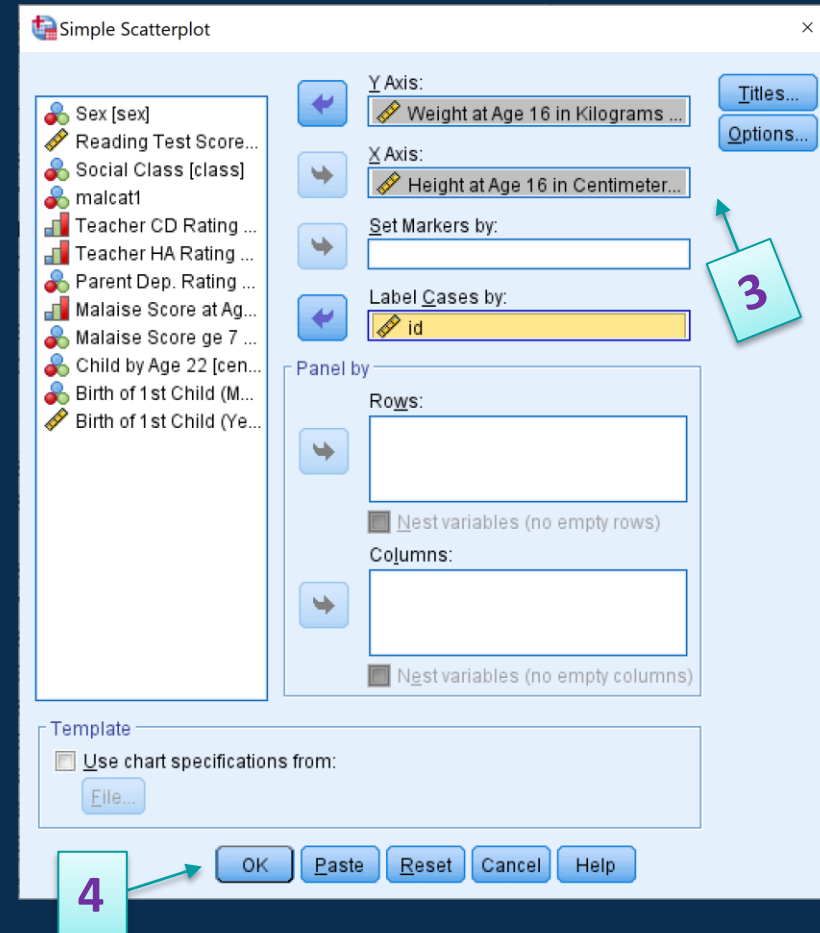 Simple Scatterplot
Sex [sex]
Reading Test Score...
Social Class [class]
malcat1
Teacher CD Rating ...
Teacher HA Rating ...
Parent Dep. Rating ...
Malaise Score at Ag...
Malaise Score ge 7 ...
Child by Age 22 [cen...
Birth of 1st Child (M...
Birth of 1st Child (Ye...
Y Axis:
Weight at Age 16 in Kilograms ...
X Axis:
Height at Age 16 in Centimeter...
Set Markers by:
Label Cases by:
id
Panel by
Rows:
Nest variables (no empty rows)
Columns:
Nest variables (no empty columns)
Titles...
Options...
3
Template
Use chart specifications from:
File...
4
OK Paste Reset Cancel Help